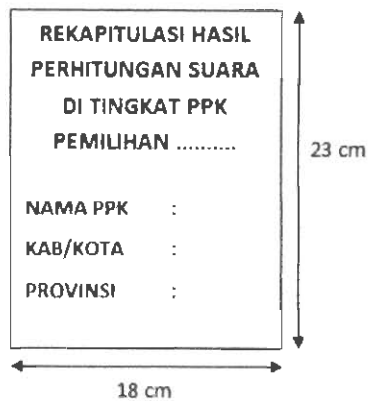 REKAPITULASI HASIL
PERHITUNGAN SUARA
DI TINGKAT PPK
PEMILIHAN ..........
NAMA PPK :
KAB/KOTA :
PROVINSI :
23 cm
18 cm